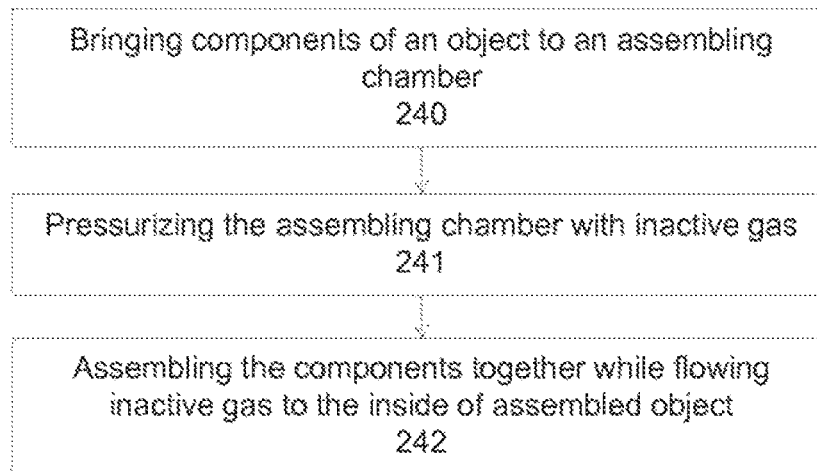 Bringing components of an object to an assembling
chamber
240
Pressurizing the assembling chamber with inactive gas
241
Assembling the components together while flowing
inactive gas to the inside of assembled object
242